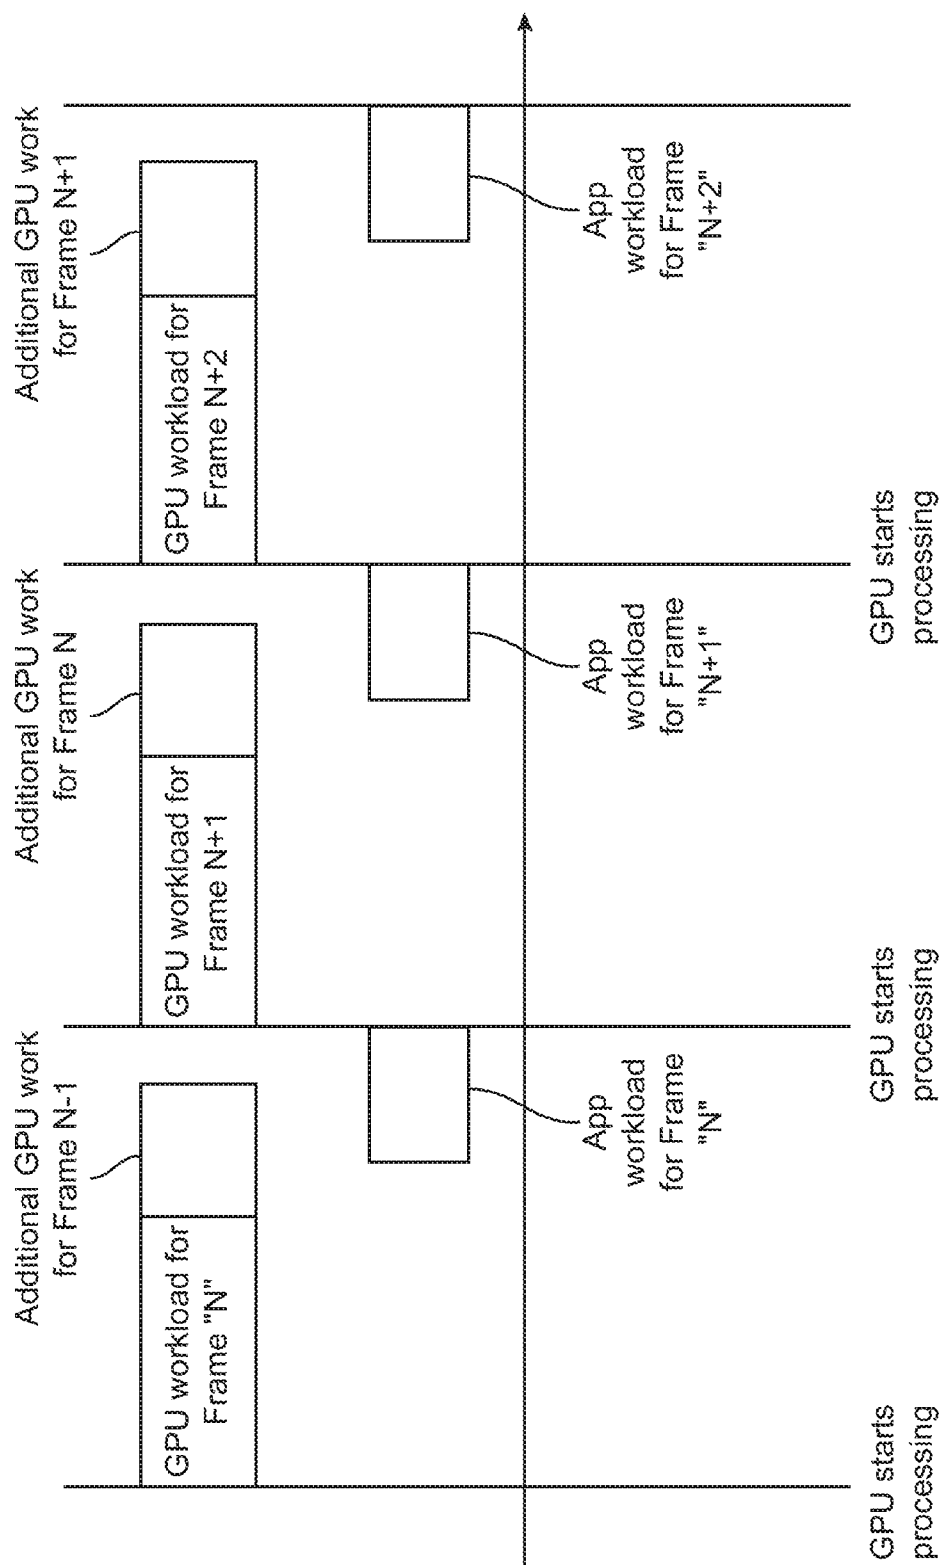 Additional GPU work
for Frame N-1
Additional GPU work
for Frame N
Additional GPU work
for Frame N+1
GPU workload for
Frame "N"
GPU workload for
Frame N+1
GPU workload for
Frame N+2
App
workload
for Frame
"N"
App
workload
for Frame
"N+1"
App
workload
for Frame
"N+2"
GPU starts
processing
GPU starts
processing
GPU starts
processing